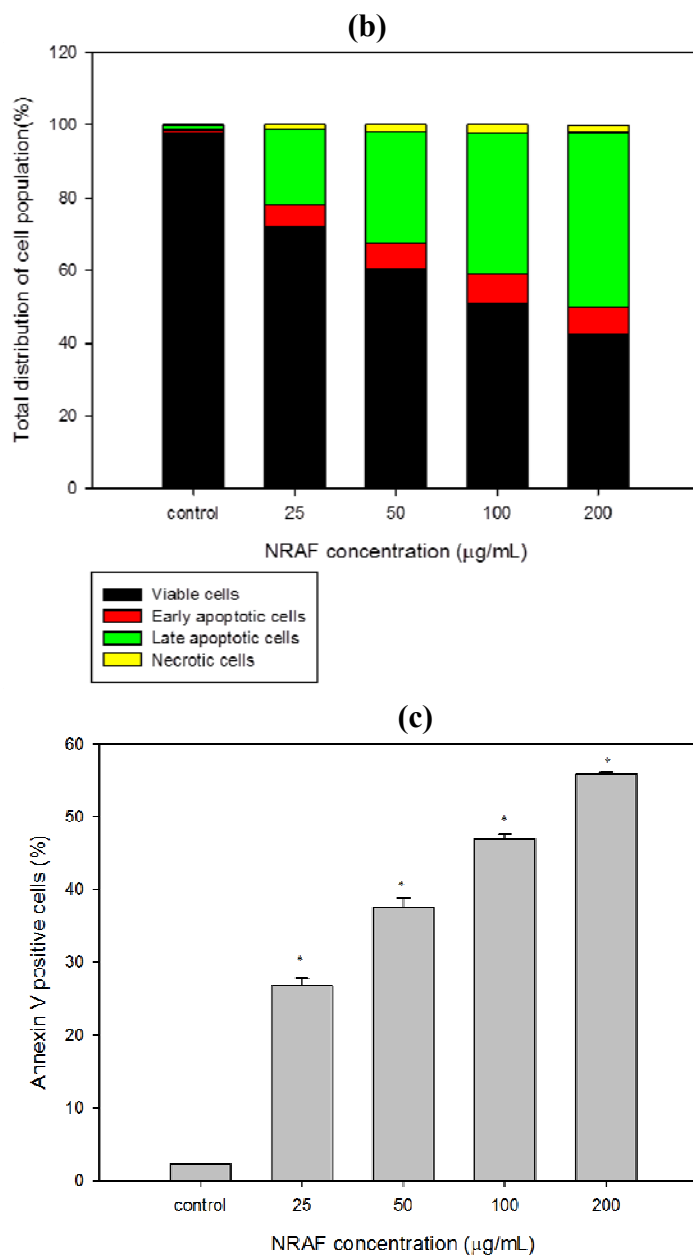 (b)
Total distribution of cell population(%)
120
100
80
60
40
20
0
control 25 50 100 200
NRAF concentration (µg/mL)
Viable cells
Early apoptotic cells
Late apoptotic cells
Necrotic cells
(c)
Annexin V positive cells (%)
60
50
40
30
20
10
0
*
*
*
*
control 25 50 100 200
NRAF concentration (µg/mL)